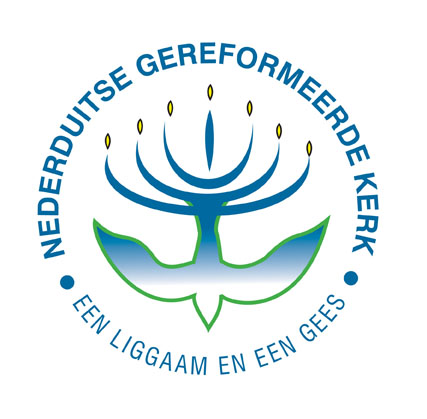 NEDERDUITSE GEREFORMEERDE KERK
EEN LIGGAAM EN EEN GEES